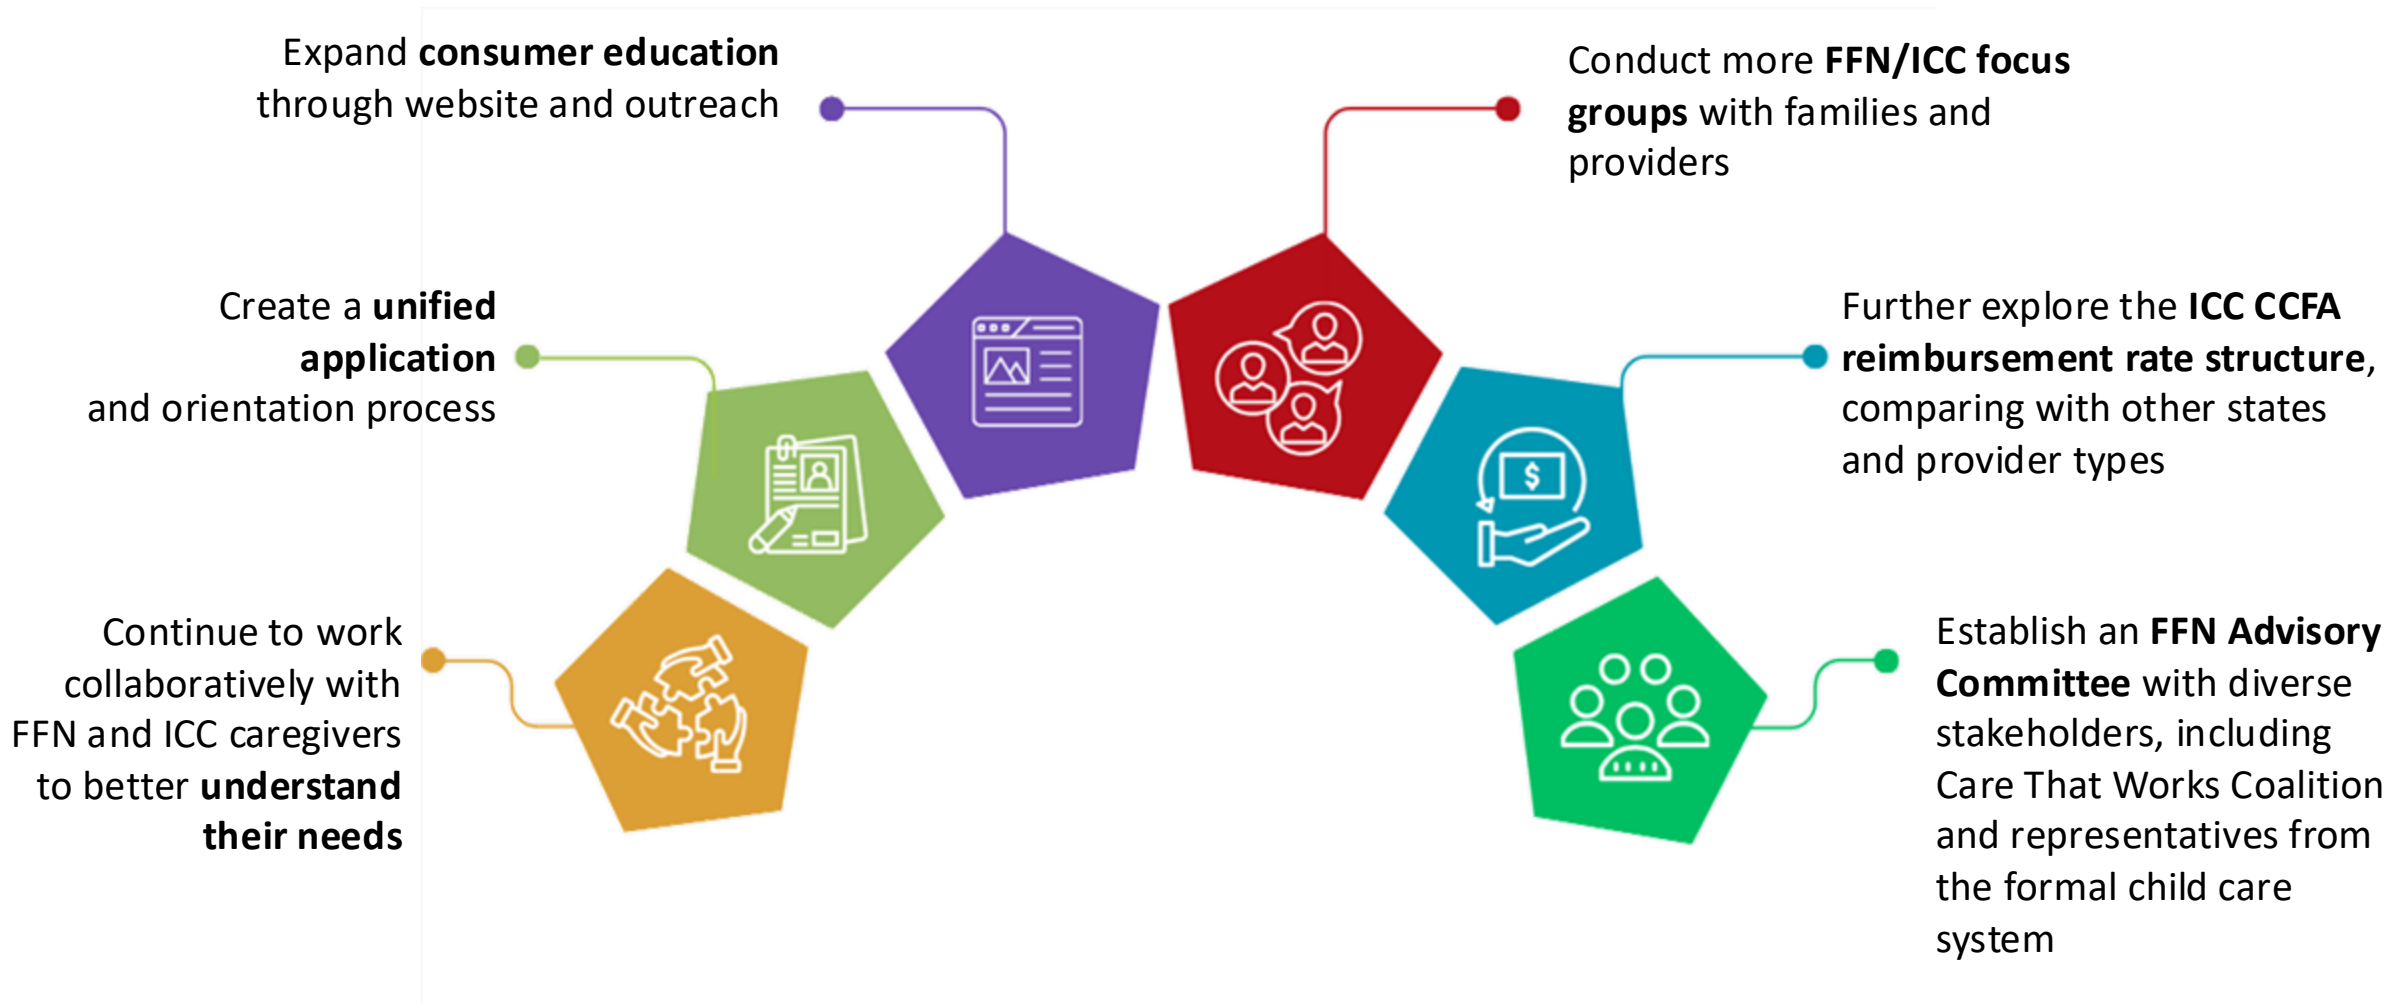 Expand consumer education
through website and outreach
Create a unified
application
and orientation process
Continue to work
collaboratively with
FFN and ICC caregivers
to better understand
their needs
Conduct more FFN/ICC focus
groups with families and
providers
Further explore the ICC CCFA
reimbursement rate structure,
comparing with other states
and provider types
$
Establish an FFN Advisory
Committee with diverse
stakeholders, including
Care That Works Coalition
and representatives from
the formal child care
system